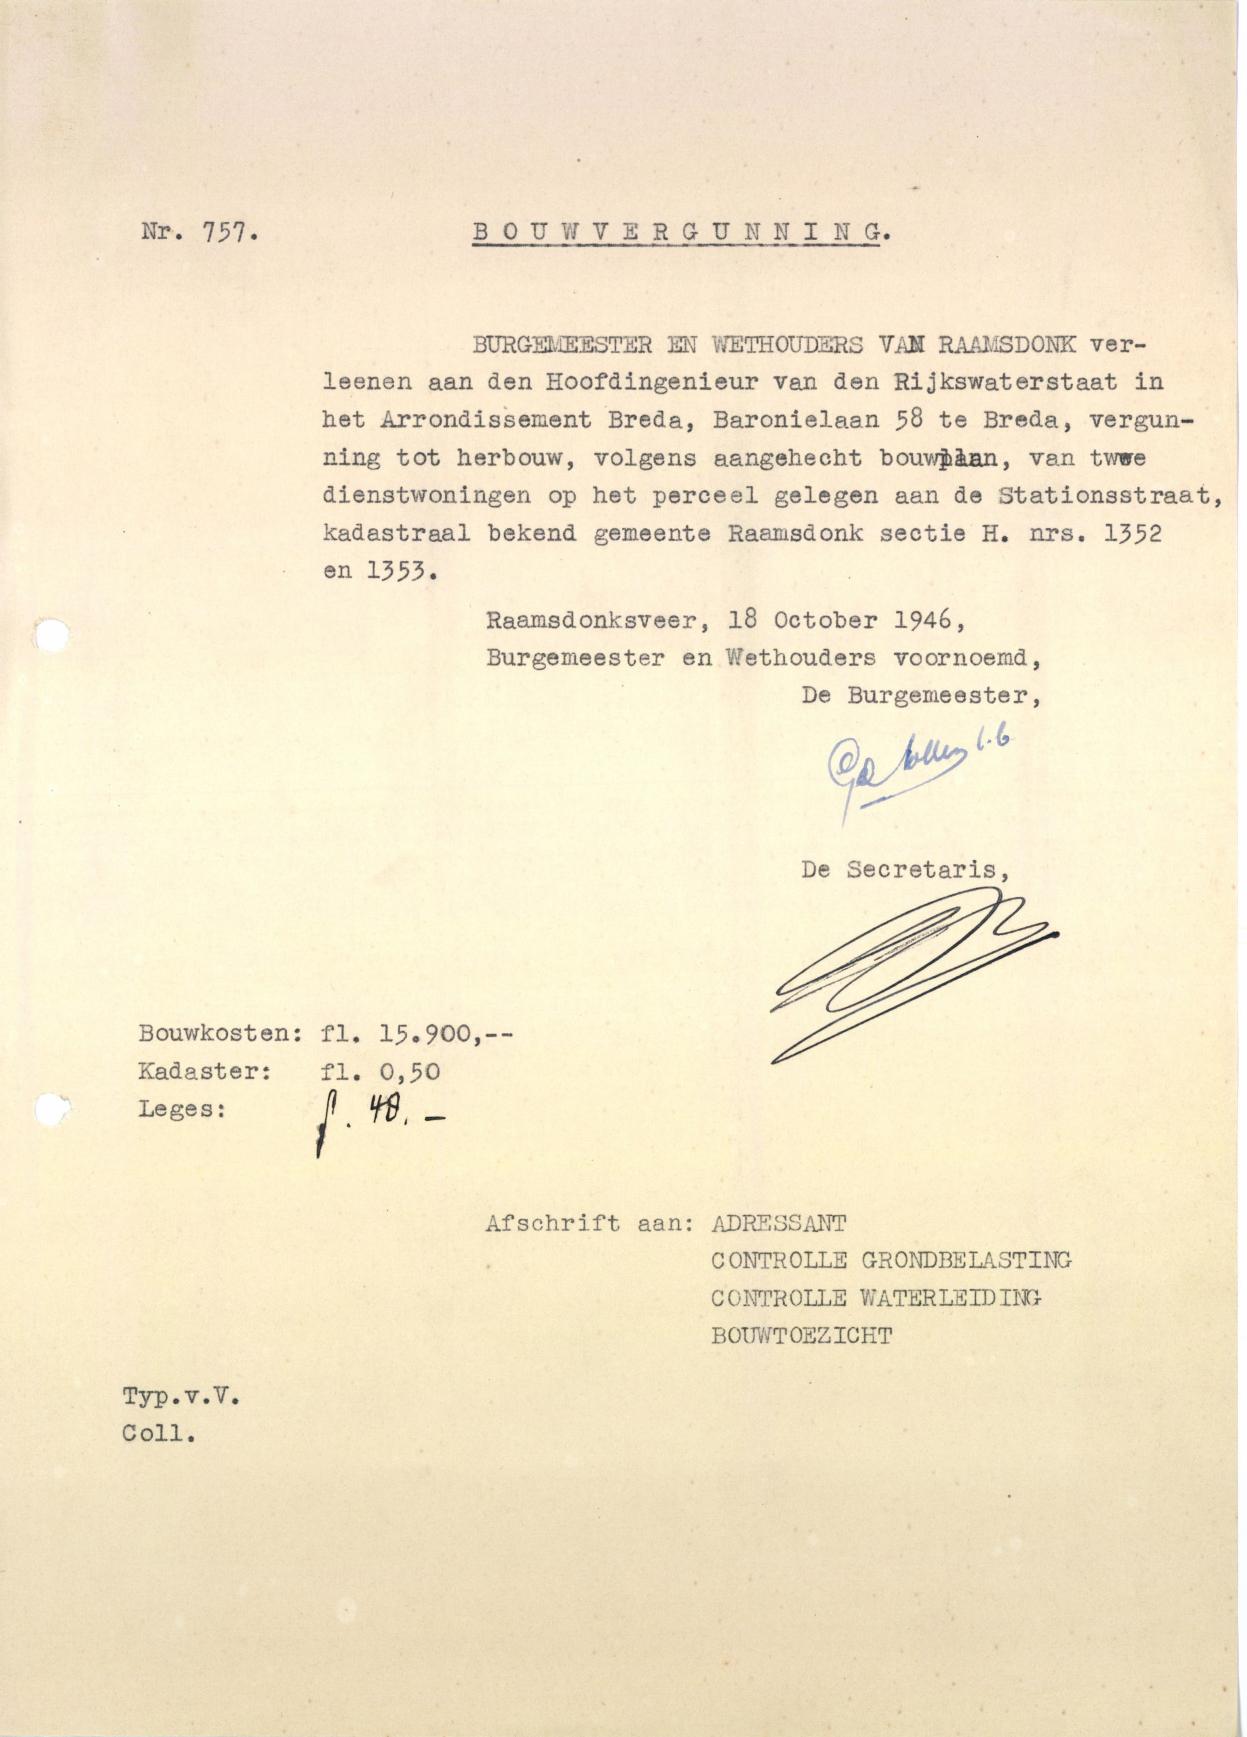 Nr. 757.
BOUWVERGUNNING.
BURGEMEESTER EN WETHOUDERS VAN RAAMSDONK ver-
leenen aan den Hoofdingenieur van den Rijkswaterstaat in
het Arrondissement Breda, Baronielaan 58 te Breda, vergun-
ning tot herbouw, volgens aangehecht bouwplan, van twee
dienstwoningen op het perceel gelegen aan de Stationsstraat,
kadastraal bekend gemeente Raamsdonk sectie H. nrs. 1352
en 1353.
Raamsdonksveer, 18 October 1946,
Burgemeester en Wethouders voornoemd,
De Burgemeester,
De Secretaris,
Bouwkosten: fl. 15.900,--
Kadaster: fl. 0,50
Leges: f. 48.–
Afschrift aan: ADRESSANT
CONTROLLE GRONDBELASTING
CONTROLLE WATERLEIDING
BOUWTOEZICHT
Typ.v.V.
Coll.